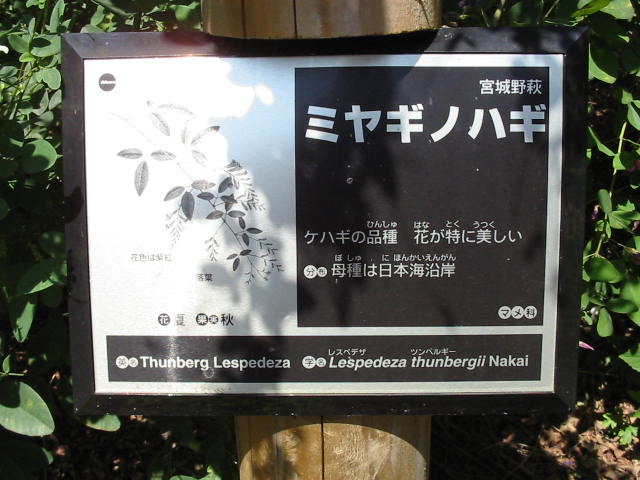 宮城野萩
ミヤギノハギ
ケハギの品種 花が特に美しい
ひんしゅ はな とく うつく
分布 母種は日本海沿岸
ぼしゅ にほんかいえんがん
マメ科
花色は紫紅
落葉
花夏 果実秋
英名 Thunberg Lespedeza
学名 Lespedeza thunbergii Nakai
レスペデザ ツンベルギー